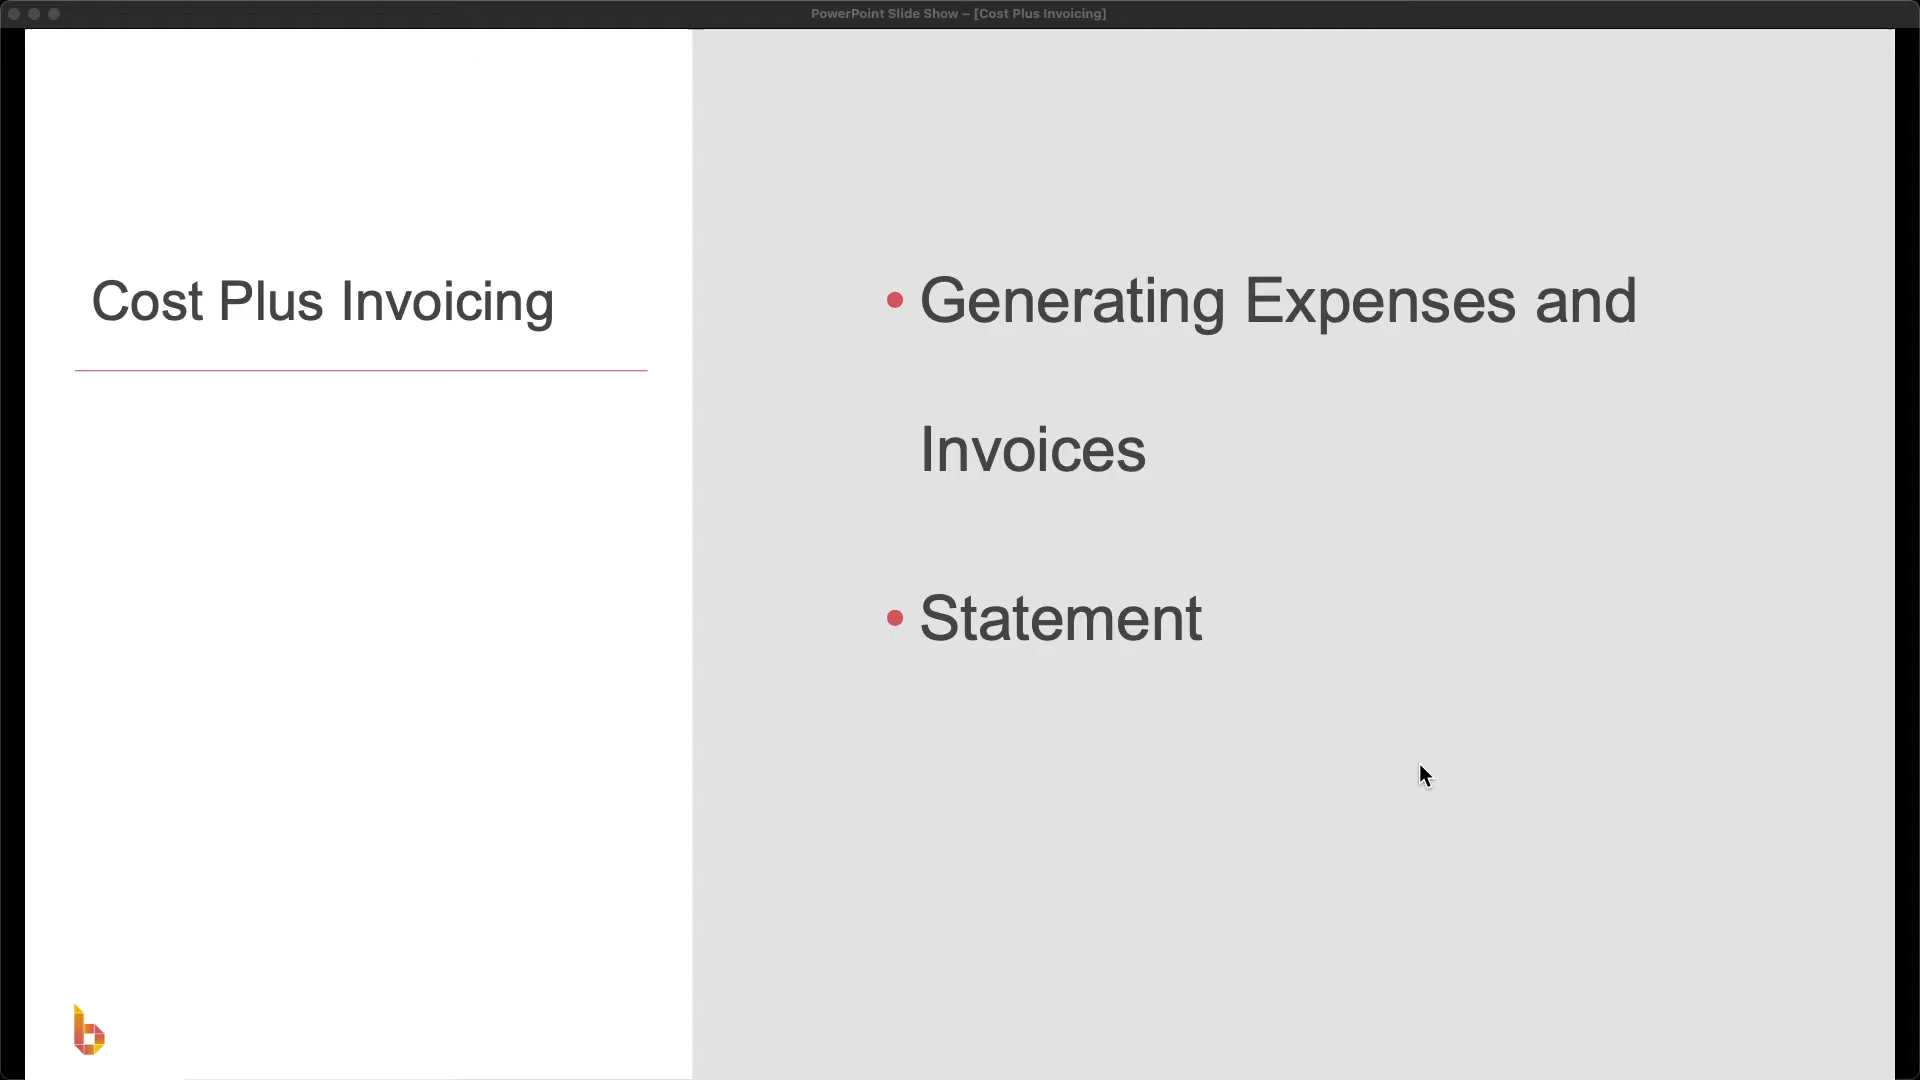 PowerPoint Slide Show – [Cost Plus Invoicing]
Cost Plus Invoicing
• Generating Expenses and
Invoices
• Statement